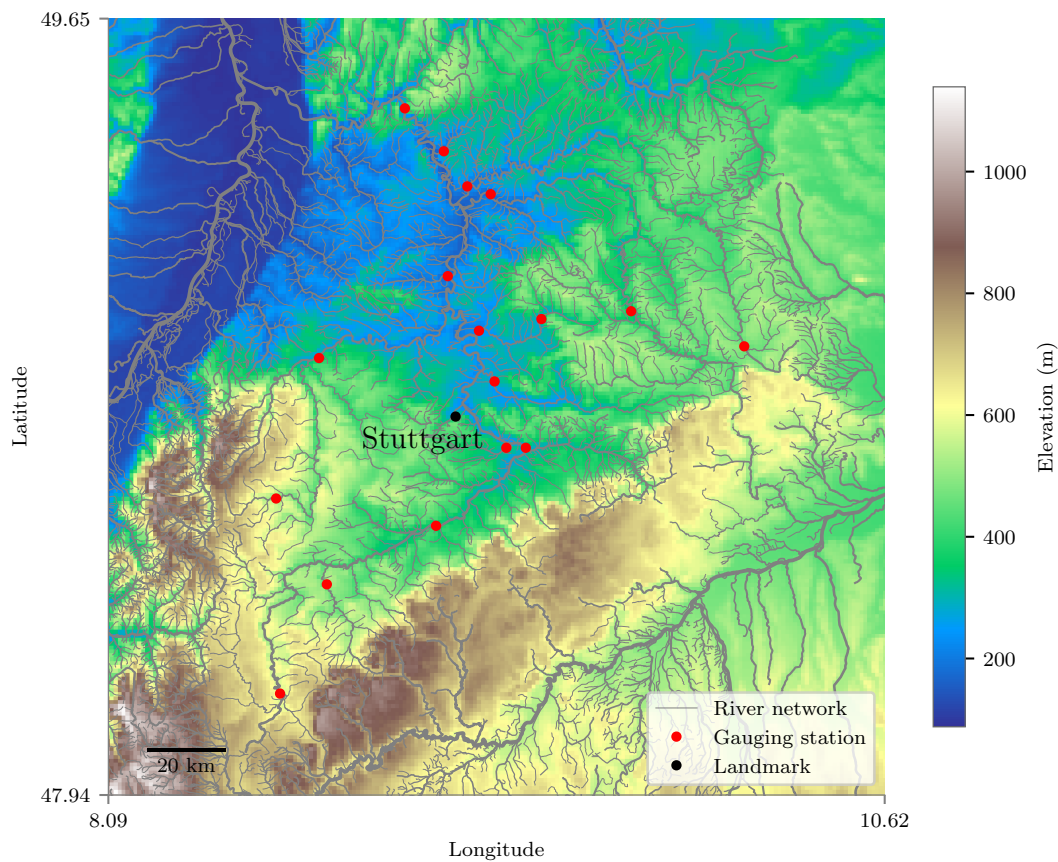 49.65
Latitude
47.94
8.09
10.62
Longitude
Stuttgart
20 km
River network
Gauging station
Landmark
1000
800
600
400
200
Elevation (m)